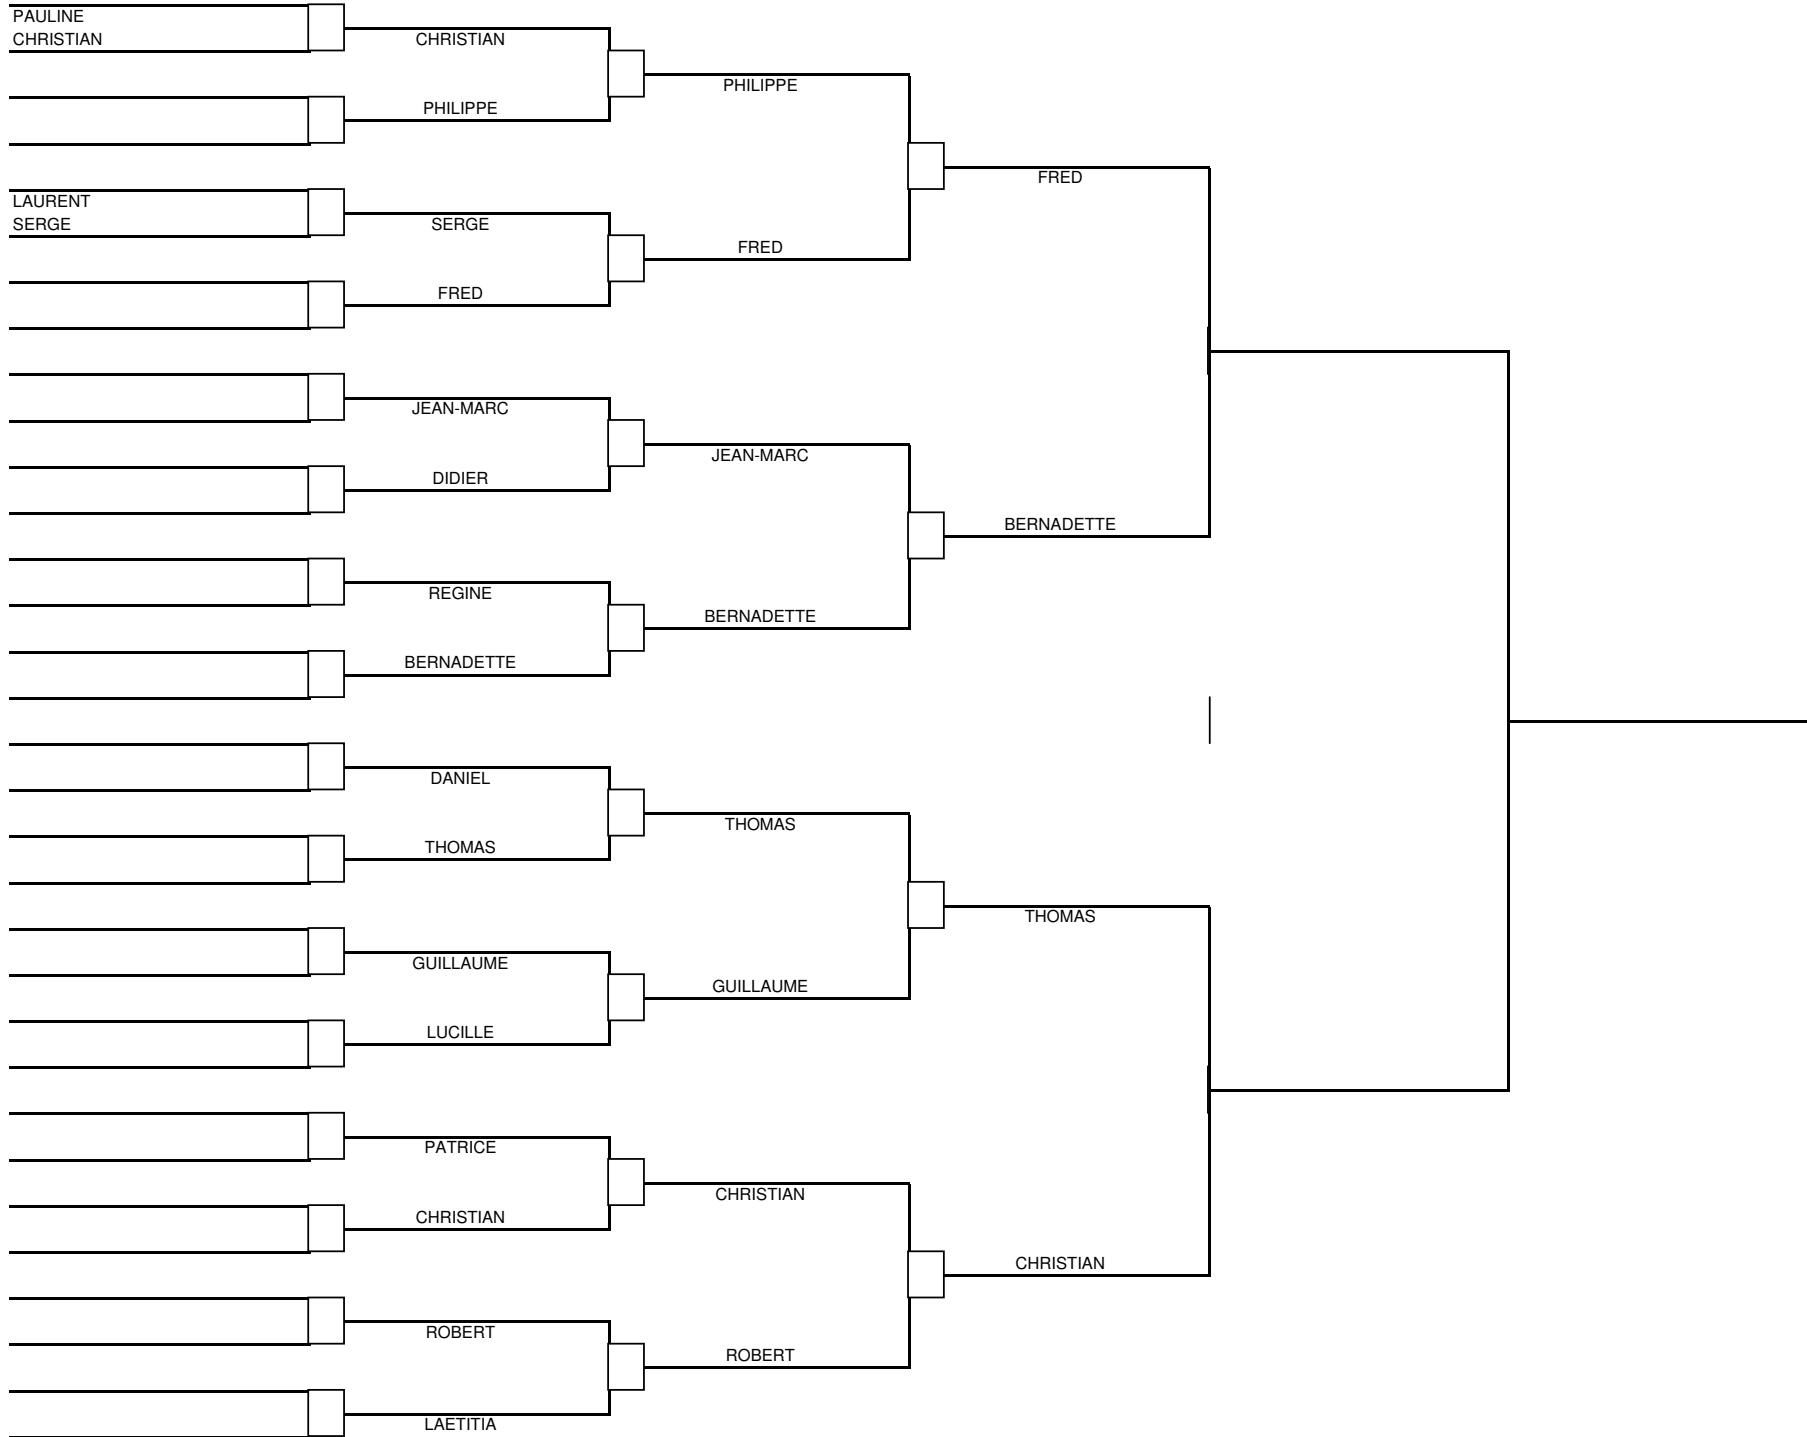 PAULINE
CHRISTIAN
CHRISTIAN
PHILIPPE
PHILIPPE
FRED
LAURENT
SERGE
SERGE
FRED
FRED
JEAN-MARC
JEAN-MARC
DIDIER
BERNADETTE
REGINE
BERNADETTE
BERNADETTE
DANIEL
THOMAS
THOMAS
THOMAS
GUILLAUME
GUILLAUME
LUCILLE
PATRICE
CHRISTIAN
CHRISTIAN
CHRISTIAN
ROBERT
ROBERT
LAETITIA